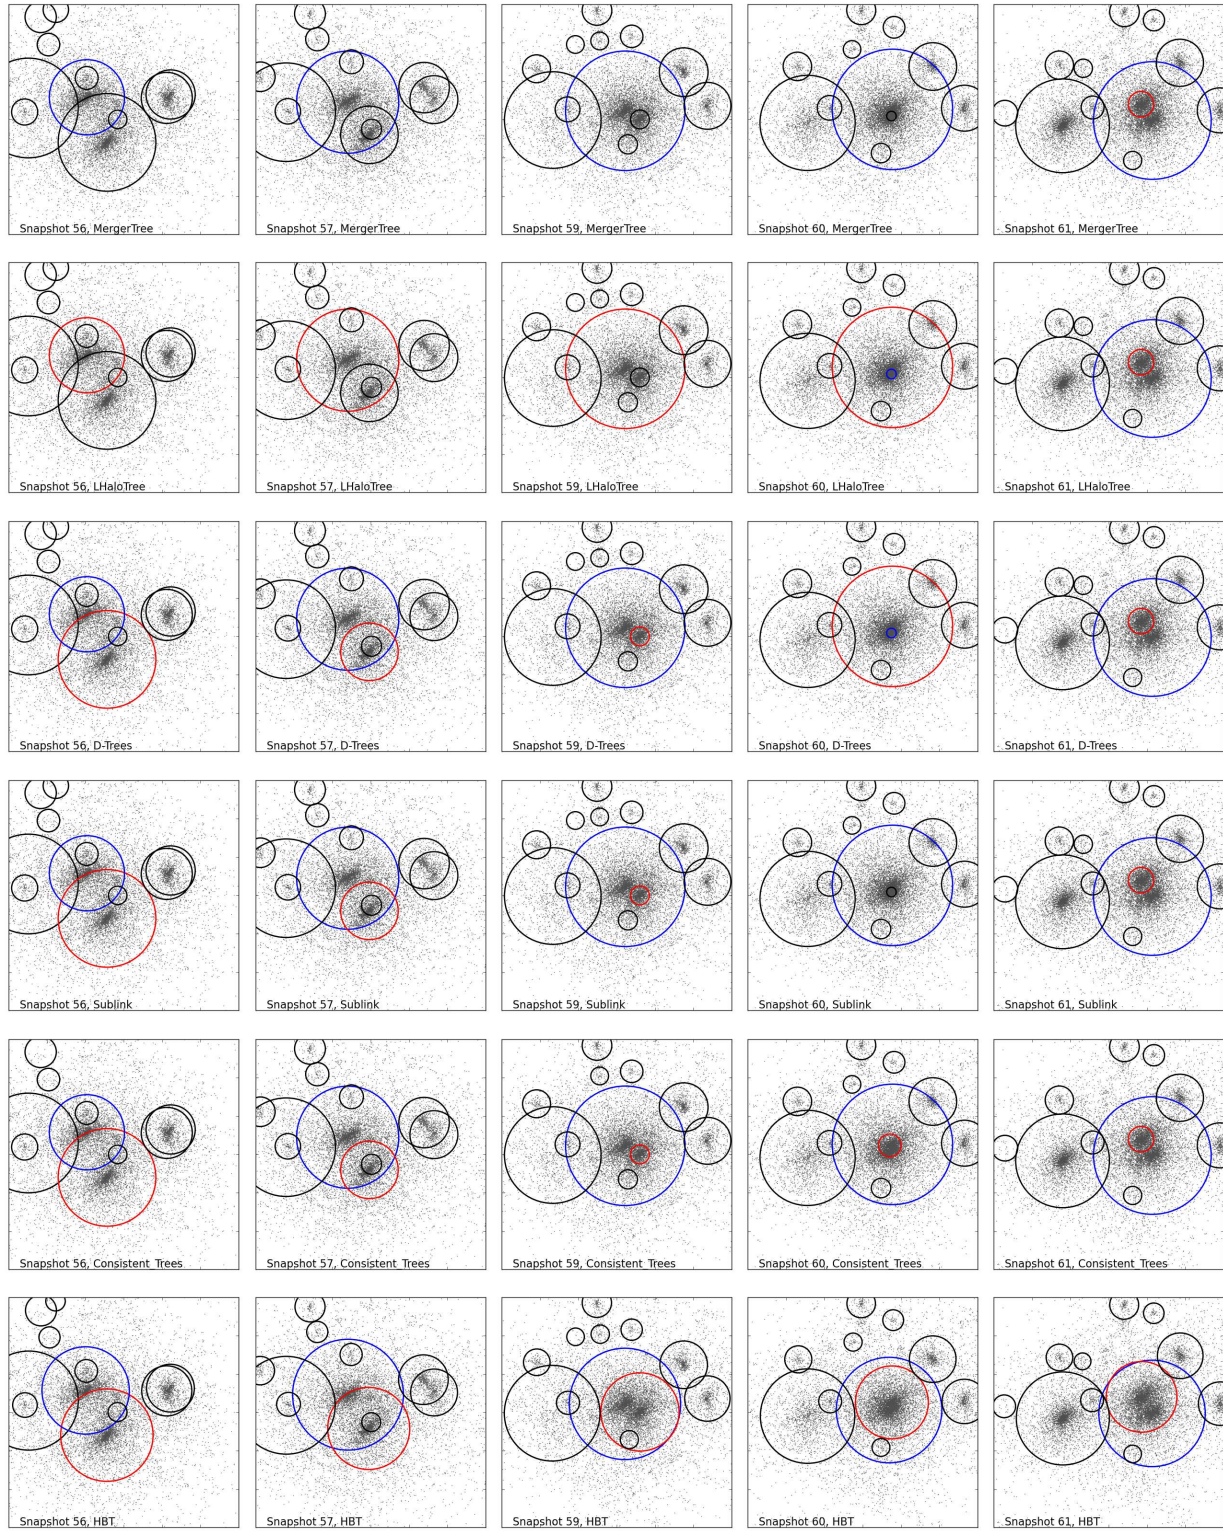 Snapshot 56, MergerTree
Snapshot 57, MergerTree
Snapshot 59, MergerTree
Snapshot 60, MergerTree
Snapshot 61, MergerTree
Snapshot 56, LHaloTree
Snapshot 57, LHaloTree
Snapshot 59, LHaloTree
Snapshot 60, LHaloTree
Snapshot 61, LHaloTree
Snapshot 56, D-Trees
Snapshot 57, D-Trees
Snapshot 59, D-Trees
Snapshot 60, D-Trees
Snapshot 61, D-Trees
Snapshot 56, Sublink
Snapshot 57, Sublink
Snapshot 59, Sublink
Snapshot 60, Sublink
Snapshot 61, Sublink
Snapshot 56, Consistent_Trees
Snapshot 57, Consistent_Trees
Snapshot 59, Consistent_Trees
Snapshot 60, Consistent_Trees
Snapshot 61, Consistent_Trees
Snapshot 56, HBT
Snapshot 57, HBT
Snapshot 59, HBT
Snapshot 60, HBT
Snapshot 61, HBT